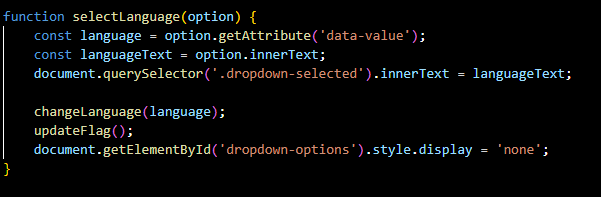 function selectLanguage(option) {
    const language = option.getAttribute('data-value');
    const languageText = option.innerText;
    document.querySelector('.dropdown-selected').innerText = languageText;

    changeLanguage(language);
    updateFlag();
    document.getElementById('dropdown-options').style.display = 'none';
}